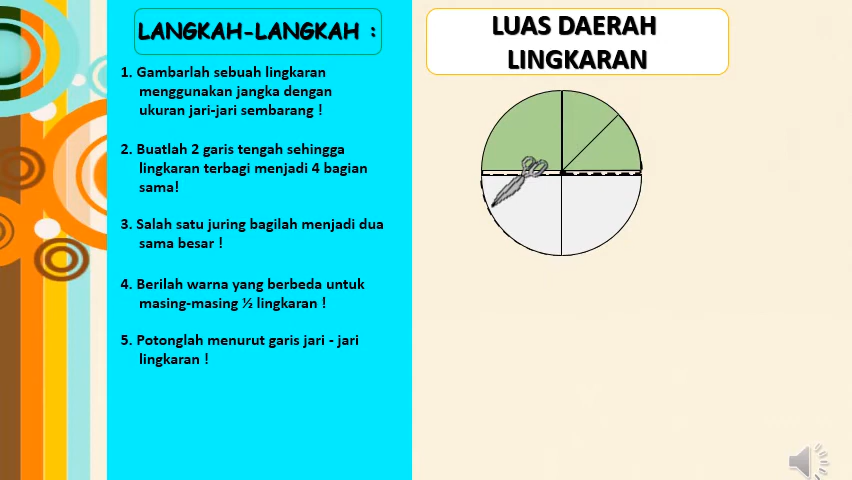 LANGKAH-LANGKAH :
1. Gambarlah sebuah lingkaran
menggunakan jangka dengan
ukuran jari-jari sembarang !
2. Buatlah 2 garis tengah sehingga
lingkaran terbagi menjadi 4 bagian
sama!
3. Salah satu juring bagilah menjadi dua
sama besar !
4. Berilah warna yang berbeda untuk
masing-masing ½ lingkaran !
5. Potonglah menurut garis jari - jari
lingkaran !
LUAS DAERAH
LINGKARAN